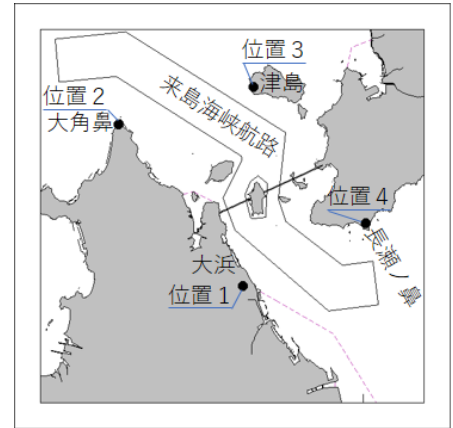 位置3
津島
位置2
大角鼻
来島海峡航路
位置4
長瀬ノ鼻
大浜
位置1